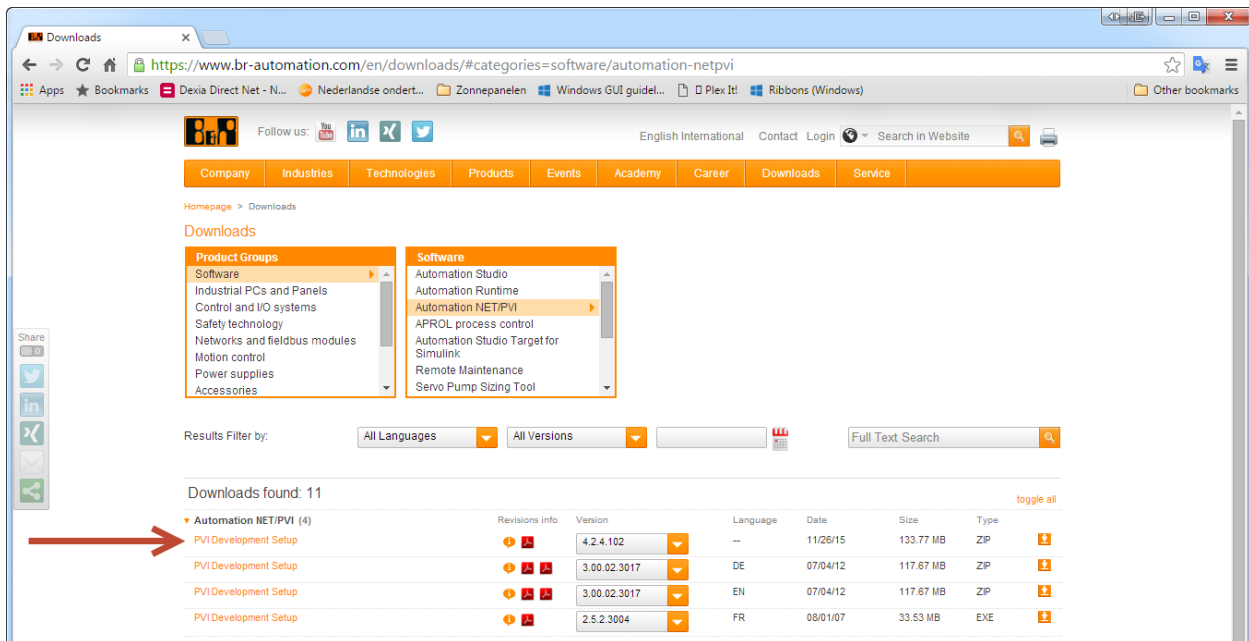 Downloads
https://www.br-automation.com/en/downloads/#categories=software/automation-netpvi
Apps Bookmarks Dexia Direct Net - N... Nederlandse ondert... Zonnepanelen Windows GUI guidel... Plex It! Ribbons (Windows) Other bookmarks
B&R Follow us: You Tube in English International Contact Login Search in Website
Company Industries Technologies Products Events Academy Career Downloads Service
Homepage > Downloads
Downloads
Product Groups
Software
Industrial PCs and Panels
Control and I/O systems
Safety technology
Networks and fieldbus modules
Motion control
Power supplies
Accessories
Software
Automation Studio
Automation Runtime
Automation NET/PVI
APROL process control
Automation Studio Target for
Simulink
Remote Maintenance
Servo Pump Sizing Tool
Share
0
in
Results Filter by: All Languages All Versions Full Text Search
Downloads found: 11
toggle all
Automation NET/PVI (4) Revisions info Version Language Date Size Type
PVI Development Setup 4.2.4.102 -- 11/26/15 133.77 MB ZIP
PVI Development Setup 3.00.02.3017 DE 07/04/12 117.67 MB ZIP
PVI Development Setup 3.00.02.3017 EN 07/04/12 117.67 MB ZIP
PVI Development Setup 2.5.2.3004 FR 08/01/07 33.53 MB EXE